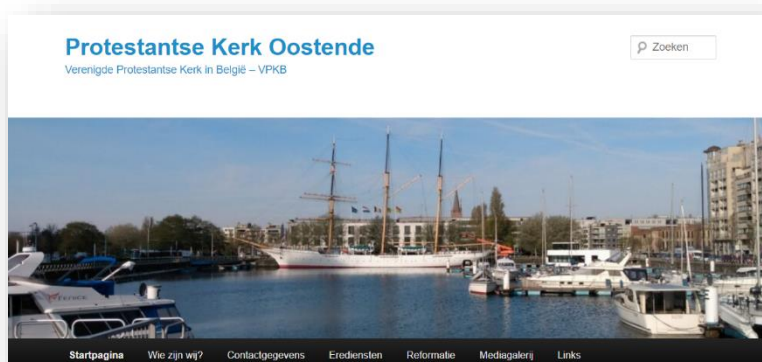 Protestantse Kerk Oostende
Zoeken
Verenigde Protestantse Kerk in België – VPKB
Startpagina Wie zijn wij? Contactgegevens Erediensten Reformatie Mediagalerij Links